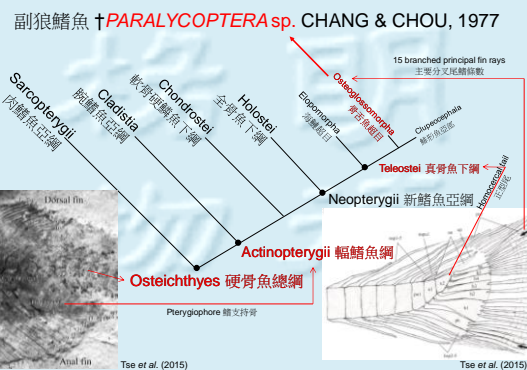 副狼鰭魚 †PARALYCOPTERA sp. CHANG & CHOU, 1977
15 branched principal fin rays
主要分叉尾鰭條數
Sarcopterygii
肉鰭魚亞綱
Cladistia
腕鰭魚亞綱
Chondrostei
軟骨硬鱗魚下綱
Holostei
全骨魚下綱
Elopomorpha
海鰱超目
Osteoglossomorpha
骨舌魚超目
Clupeocephala
鯡形魚亞部
Teleostei 真骨魚下綱
Homocercal tail
正型尾
Neopterygii 新鰭魚亞綱
Actinopterygii 輻鰭魚綱
Osteichthyes 硬骨魚總綱
Pterygiophore 鰭支持骨
Dorsal fin
Anal fin
Tse et al. (2015)
Tse et al. (2015)